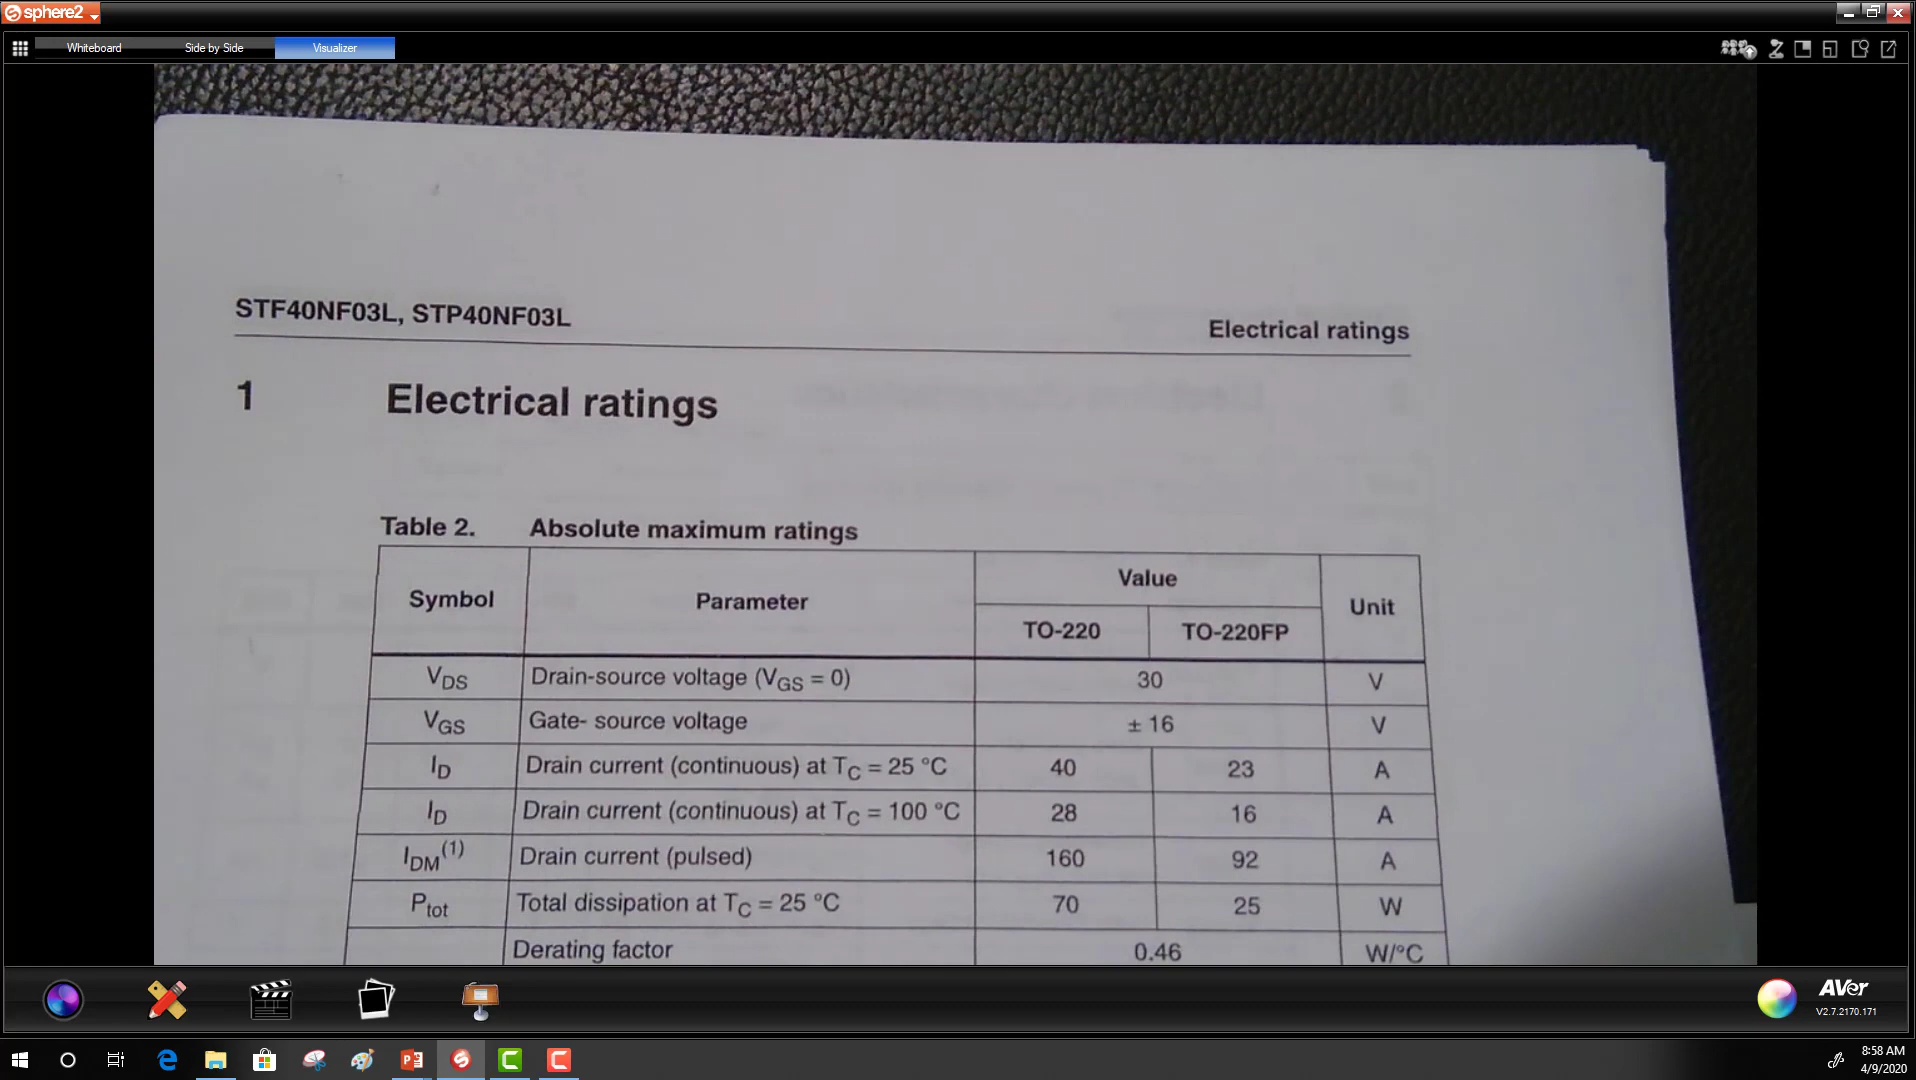 sphere2
Whiteboard Side by Side Visualizer
STF40NF03L, STP40NF03L Electrical ratings
1 Electrical ratings
Table 2. Absolute maximum ratings
Symbol Parameter Value Unit
TO-220 TO-220FP
VDS Drain-source voltage (VGS = 0) 30 V
VGS Gate- source voltage ± 16 V
ID Drain current (continuous) at TC = 25 °C 40 23 A
ID Drain current (continuous) at TC = 100 °C 28 16 A
IDM(1) Drain current (pulsed) 160 92 A
Ptot Total dissipation at TC = 25 °C 70 25 W
Derating factor 0.46 W/°C
AVer
V2.7.2170.171
8:58 AM
4/9/2020